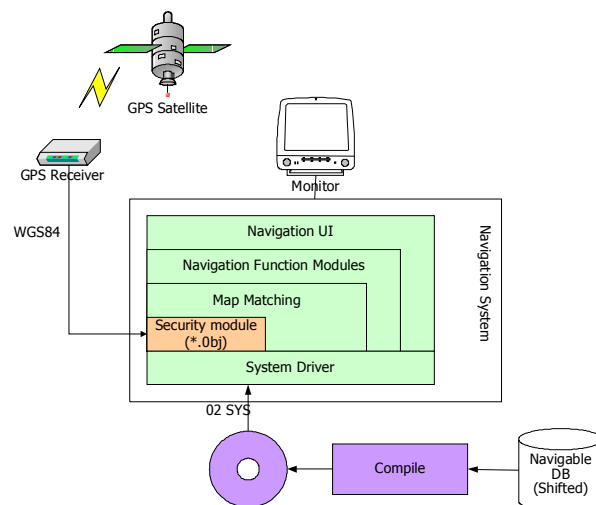 GPS Satellite
GPS Receiver
Monitor
WGS84
Navigation UI
Navigation Function Modules
Map Matching
Security module
(*.0bj)
System Driver
Navigation System
02 SYS
Compile
Navigable
DB
(Shifted)